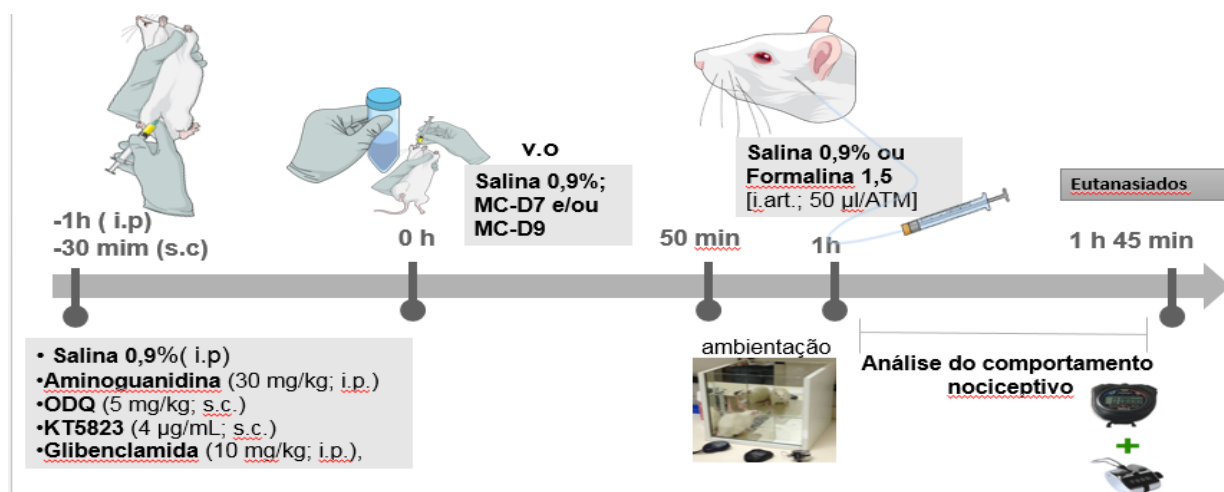 -1h ( i.p)
-30 mim (s.c)
0 h
v.o
Salina 0,9%;
MC-D7 e/ou
MC-D9
50 min
Salina 0,9% ou
Formalina 1,5
[i.art.; 50 µl/ATM]
1h
Eutanasiados
1 h 45 min
• Salina 0,9%( i.p)
•Aminoguanidina (30 mg/kg; i.p.)
•ODQ (5 mg/kg; s.c.)
•KT5823 (4 µg/mL; s.c.)
•Glibenclamida (10 mg/kg; i.p.),
ambientação
Análise do comportamento
nociceptivo